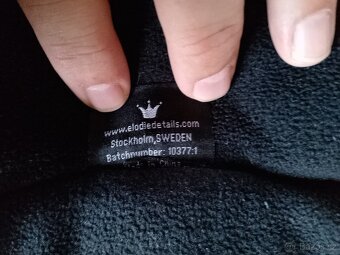 www.elodiedetails.com
Stockholm,SWEDEN
Batchnumber: 10377:1